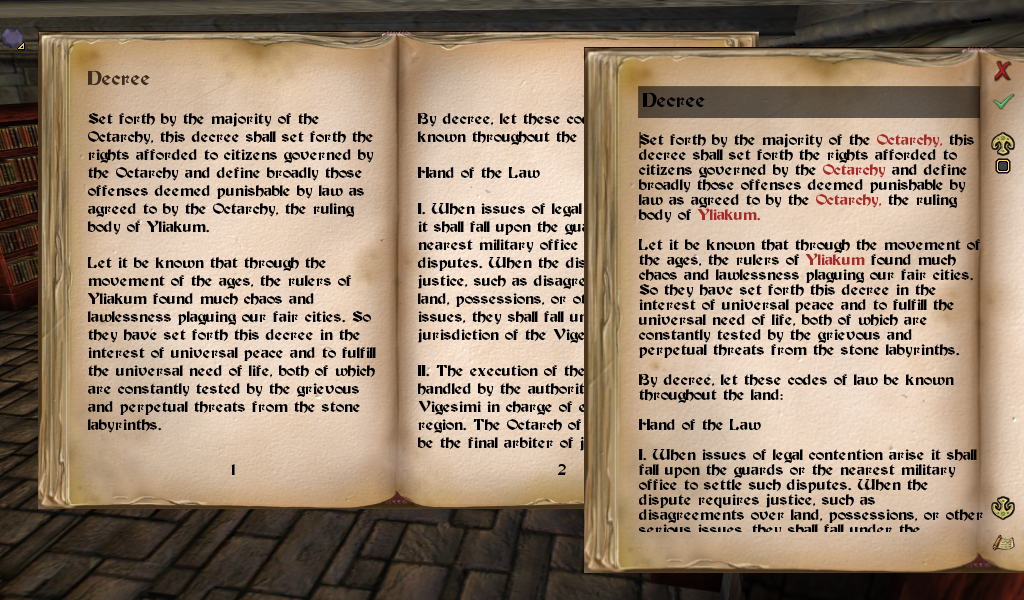 Decree
Set forth by the majority of the
Octarchy, this decree shall set forth the
rights afforded to citizens governed by
the Octarchy and define broadly those
offenses deemed punishable by law as
agreed to by the Octarchy, the ruling
body of Yliakum.
Let it be known that through the
movement of the ages, the rulers of
Yliakum found much chaos and
lawlessness plaguing our fair cities. So
they have set forth this decree in the
interest of universal peace and to fulfill
the universal need of life, both of which
are constantly tested by the grievous
and perpetual threats from the stone
labyrinths.
1
By decree, let these
known throughout the
Hand of the Law
I. When issues of legal
it shall fall upon the
nearest military office
disputes. When the
justice, such as
land, possessions, or
issues, they shall fall
jurisdiction of the
II. The execution of the
handled by the
Vigesimi in charge of
region. The Octarch of
be the final arbiter of
2
Decree
Set forth by the majority of the Octarchy, this
decree shall set forth the rights afforded to
citizens governed by the Octarchy and define
broadly those offenses deemed punishable by
law as agreed to by the Octarchy, the ruling
body of Yliakum.
Let it be known that through the movement of
the ages, the rulers of Yliakum found much
chaos and lawlessness plaguing our fair cities.
So they have set forth this decree in the
interest of universal peace and to fulfill the
universal need of life, both of which are
constantly tested by the grievous and
perpetual threats from the stone labyrinths.
By decree, let these codes of law be known
throughout the land:
Hand of the Law
I. When issues of legal contention arise it shall
fall upon the guards or the nearest military
office to settle such disputes. When the
dispute requires justice, such as
disagreements over land, possessions, or other
serious issues, they shall fall under the